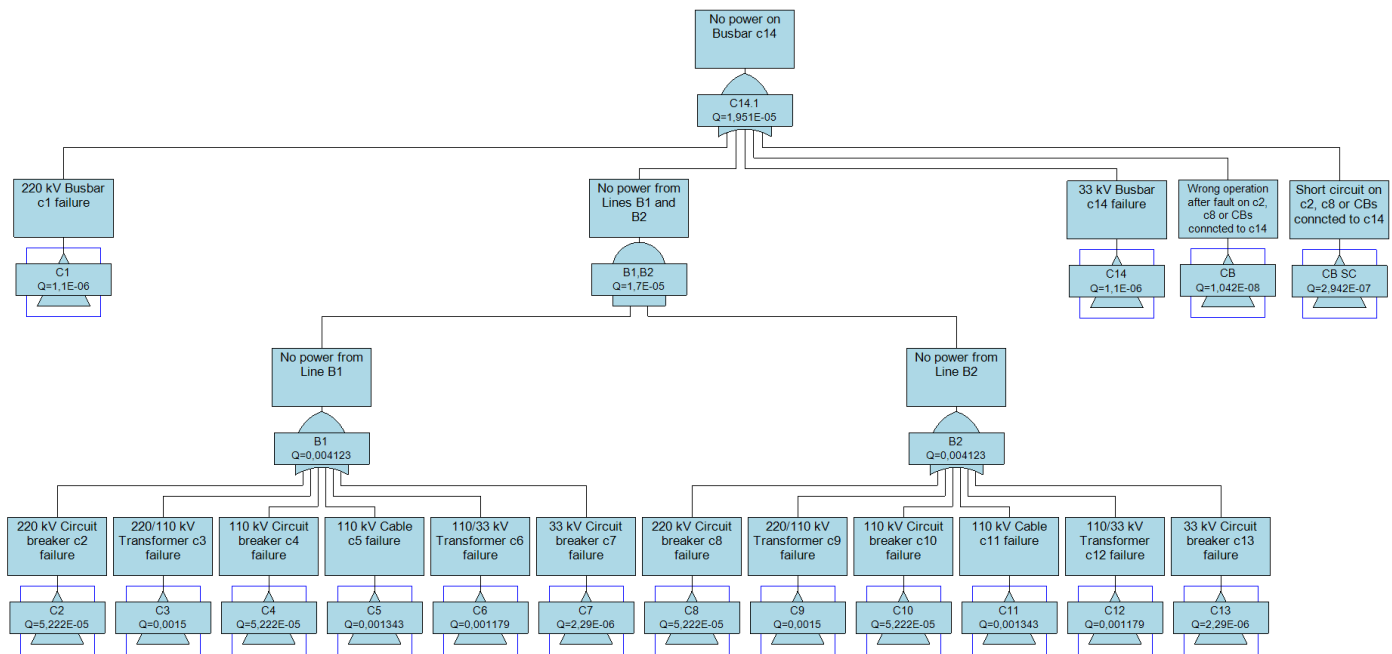 No power on
Busbar c14
C14.1
Q=1,951E-05
220 kV Busbar
c1 failure
C1
Q=1,1E-06
No power from
Lines B1 and
B2
B1,B2
Q=1,7E-05
33 kV Busbar
c14 failure
C14
Q=1,1E-06
Wrong operation
after fault on c2,
c8 or CBs
conncted to c14
CB
Q=1,042E-08
Short circuit on
c2, c8 or CBs
conncted to c14
CB SC
Q=2,942E-07
No power from
Line B1
B1
Q=0,004123
No power from
Line B2
B2
Q=0,004123
220 kV Circuit
breaker c2
failure
C2
Q=5,222E-05
220/110 kV
Transformer c3
failure
C3
Q=0,0015
110 kV Circuit
breaker c4
failure
C4
Q=5,222E-05
110 kV Cable
c5 failure
C5
Q=0,001343
110/33 kV
Transformer c6
failure
C6
Q=0,001179
33 kV Circuit
breaker c7
failure
C7
Q=2,29E-06
220 kV Circuit
breaker c8
failure
C8
Q=5,222E-05
220/110 kV
Transformer c9
failure
C9
Q=0,0015
110 kV Circuit
breaker c10
failure
C10
Q=5,222E-05
110 kV Cable
c11 failure
C11
Q=0,001343
110/33 kV
Transformer
c12 failure
C12
Q=0,001179
33 kV Circuit
breaker c13
failure
C13
Q=2,29E-06